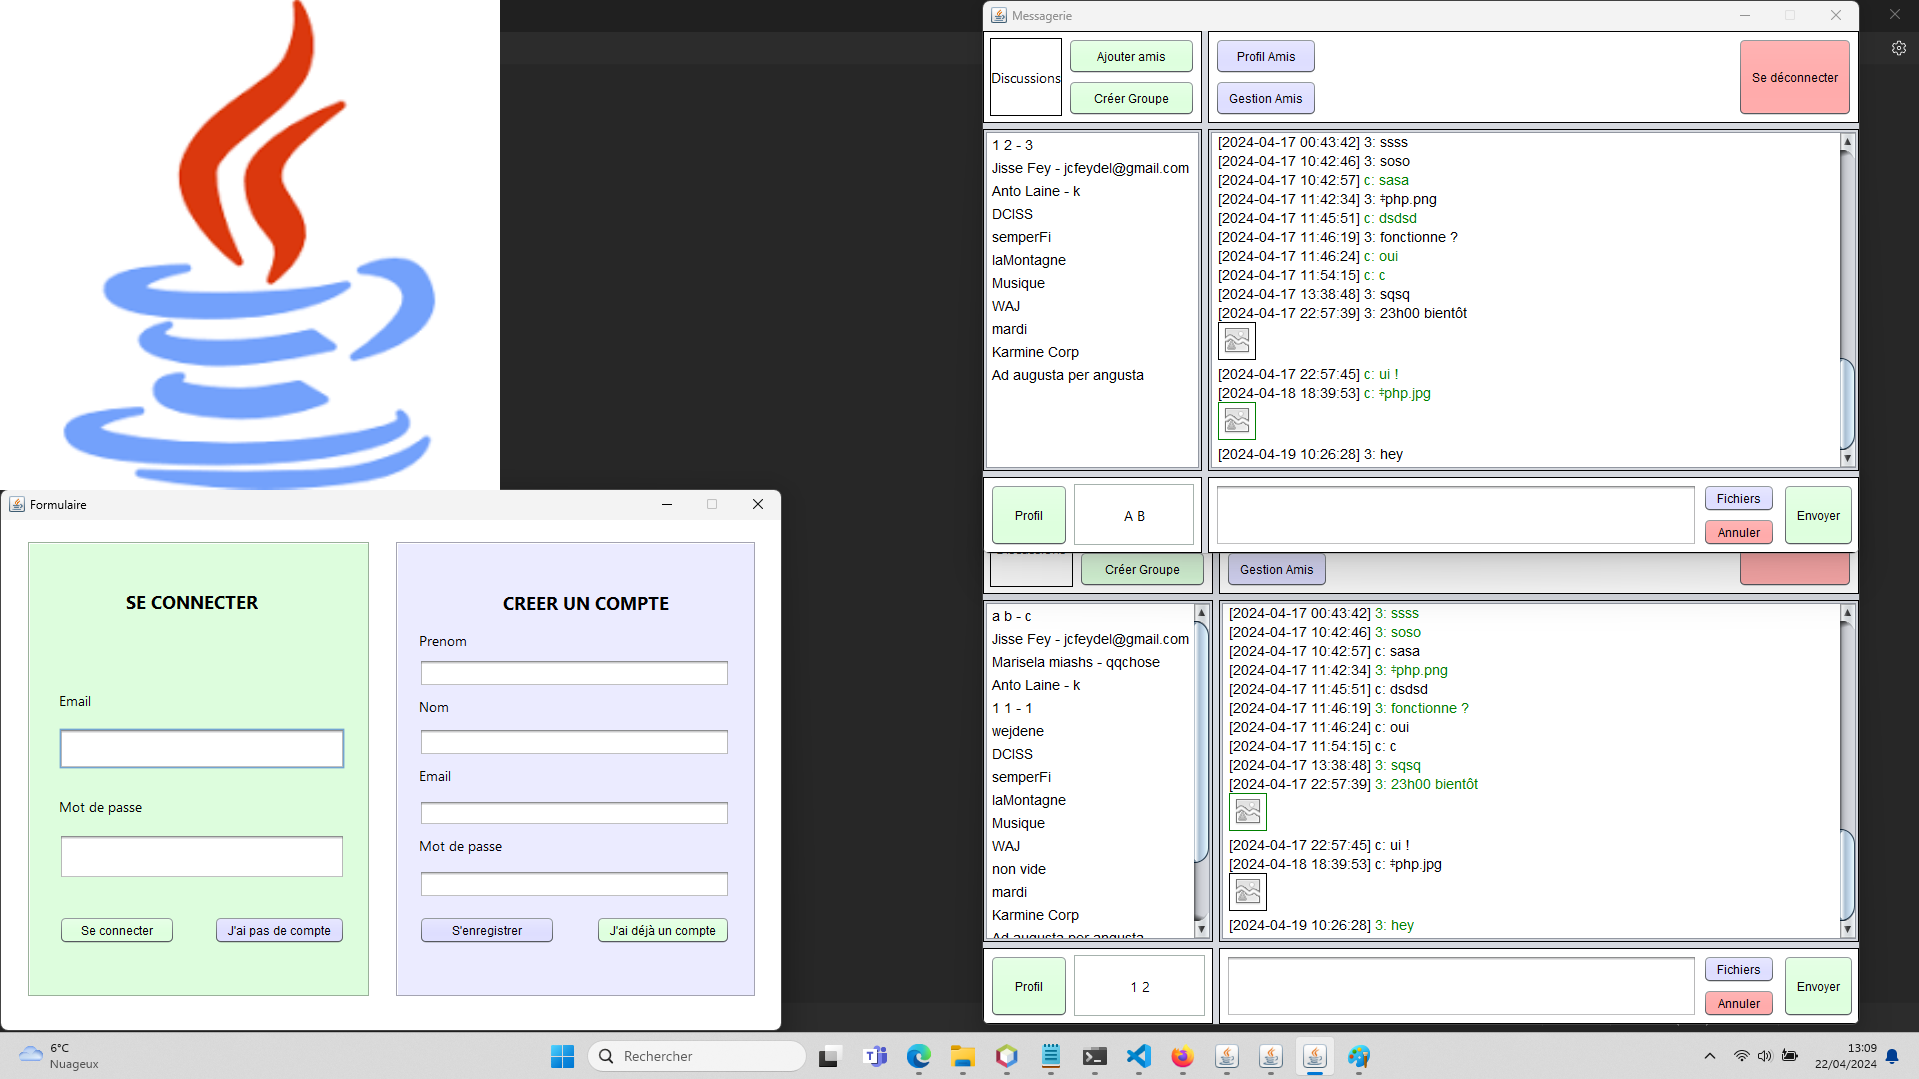 Messagerie
Discussions
Ajouter amis
Créer Groupe
Profil Amis
Gestion Amis
Se déconnecter
1 2 - 3
Jisse Fey - jcfeydel@gmail.com
Anto Laine - k
DCISS
semperFi
laMontagne
Musique
WAJ
mardi
Karmine Corp
Ad augusta per angusta
[2024-04-17 00:43:42] 3: ssss
[2024-04-17 10:42:46] 3: soso
[2024-04-17 10:42:57] c: sasa
[2024-04-17 11:42:34] 3: ‡php.png
[2024-04-17 11:45:51] c: dsdsd
[2024-04-17 11:46:19] 3: fonctionne ?
[2024-04-17 11:46:24] c: oui
[2024-04-17 11:54:15] c: c
[2024-04-17 13:38:48] 3: sqsq
[2024-04-17 22:57:39] 3: 23h00 bientôt
[2024-04-17 22:57:45] c: ui !
[2024-04-18 18:39:53] c: ‡php.jpg
[2024-04-19 10:26:28] 3: hey
Profil
A B
Fichiers
Annuler
Envoyer
Formulaire
SE CONNECTER
Email
Mot de passe
Se connecter
J'ai pas de compte
CREER UN COMPTE
Prenom
Nom
Email
Mot de passe
S'enregistrer
J'ai déjà un compte
Créer Groupe
Gestion Amis
a b - c
Jisse Fey - jcfeydel@gmail.com
Marisela miashs - qqchose
Anto Laine - k
1 1 - 1
wejdene
DCISS
semperFi
laMontagne
Musique
WAJ
non vide
mardi
Karmine Corp
Ad augusta per angusta
[2024-04-17 00:43:42] 3: ssss
[2024-04-17 10:42:46] 3: soso
[2024-04-17 10:42:57] c: sasa
[2024-04-17 11:42:34] 3: ‡php.png
[2024-04-17 11:45:51] c: dsdsd
[2024-04-17 11:46:19] 3: fonctionne ?
[2024-04-17 11:46:24] c: oui
[2024-04-17 11:54:15] c: c
[2024-04-17 13:38:48] 3: sqsq
[2024-04-17 22:57:39] 3: 23h00 bientôt
[2024-04-17 22:57:45] c: ui !
[2024-04-18 18:39:53] c: ‡php.jpg
[2024-04-19 10:26:28] 3: hey
Profil
1 2
Fichiers
Annuler
Envoyer
6°C
Nuageux
Rechercher
13:09
22/04/2024